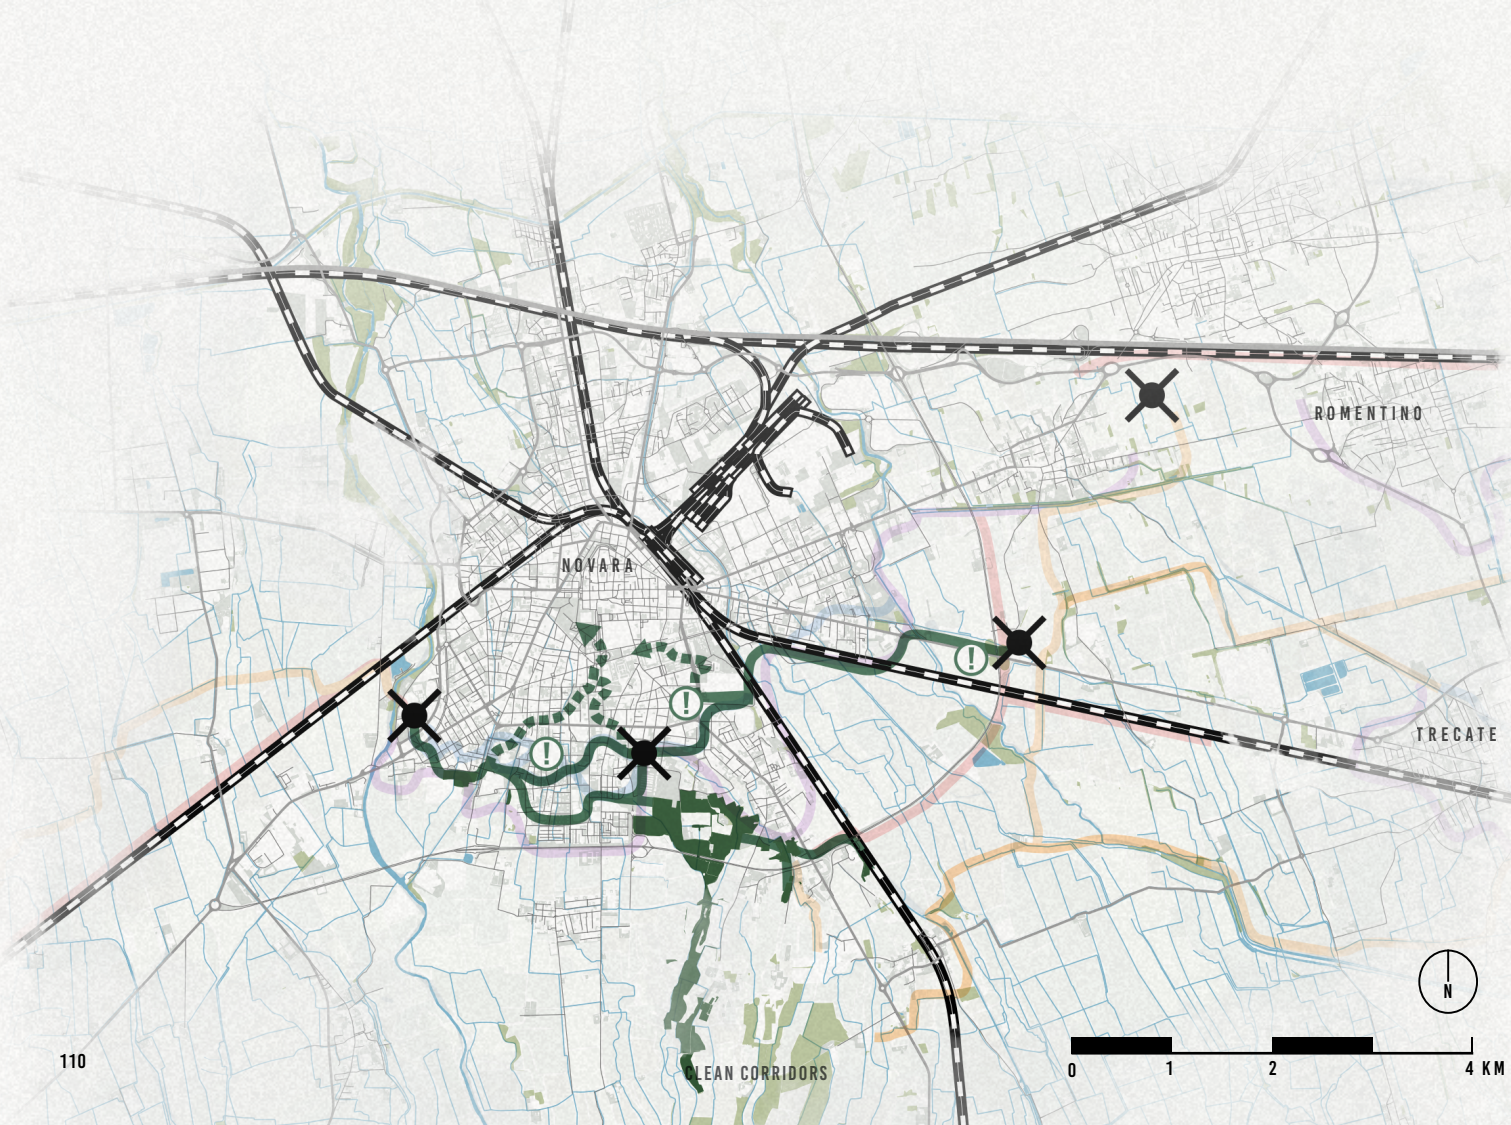 ROMENTINO
NOVARA
!
!
!
TRECATE
N
110
CLEAN CORRIDORS
0 1 2 4 KM